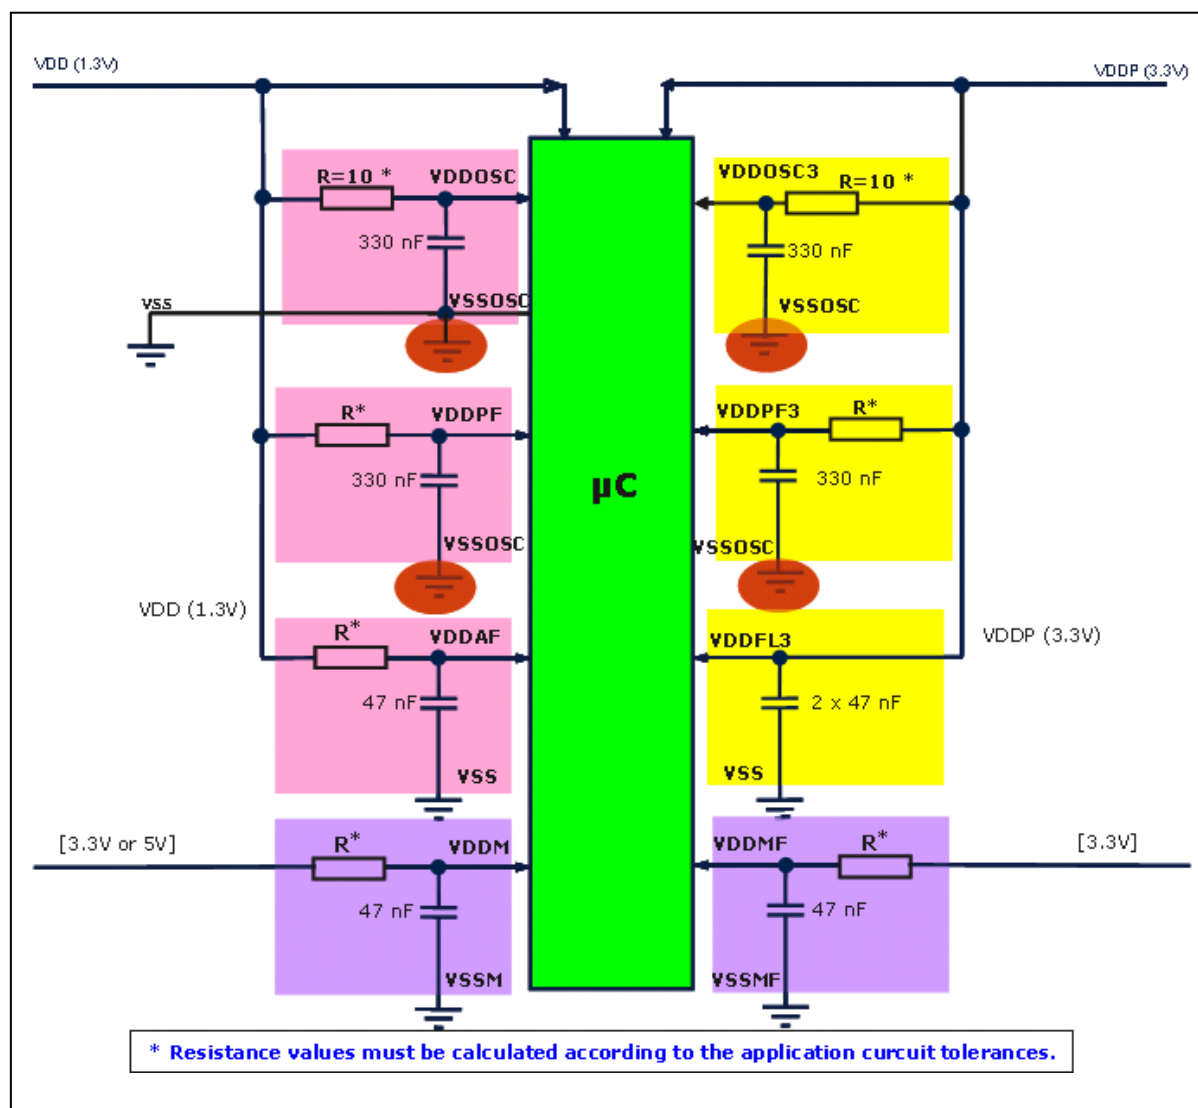 VDD (1.3V)
VDDP (3.3V)
R=10 *
VDDOSC
330 nF
VSSOSC
VSS
VDDOSC3
R=10 *
330 nF
VSSOSC
R*
VDDPF
330 nF
VSSOSC
VDDPF3
R*
330 nF
VSSOSC
µC
VDD (1.3V)
VDDP (3.3V)
R*
VDDAF
47 nF
VSS
VDDFL3
2 x 47 nF
VSS
[3.3V or 5V]
R*
VDDM
47 nF
VSSM
VDDMF
R*
[3.3V]
47 nF
VSSMF
* Resistance values must be calculated according to the application curcuit tolerances.